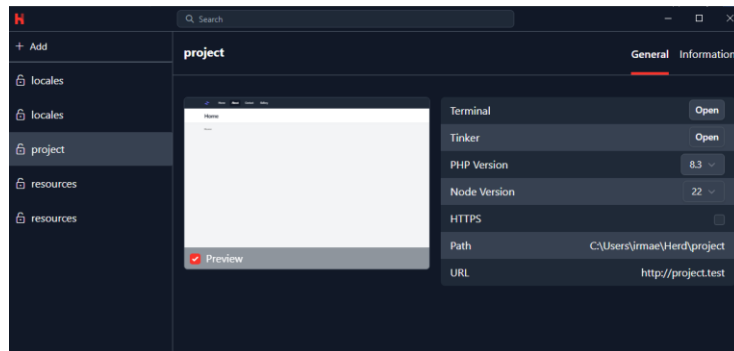 H
Search
+ Add
locales
locales
project
resources
resources
project
General Information
Home
Preview
Terminal Open
Tinker Open
PHP Version 8.3
Node Version 22
HTTPS
Path C:\Users\irmae\Herd\project
URL http://project.test